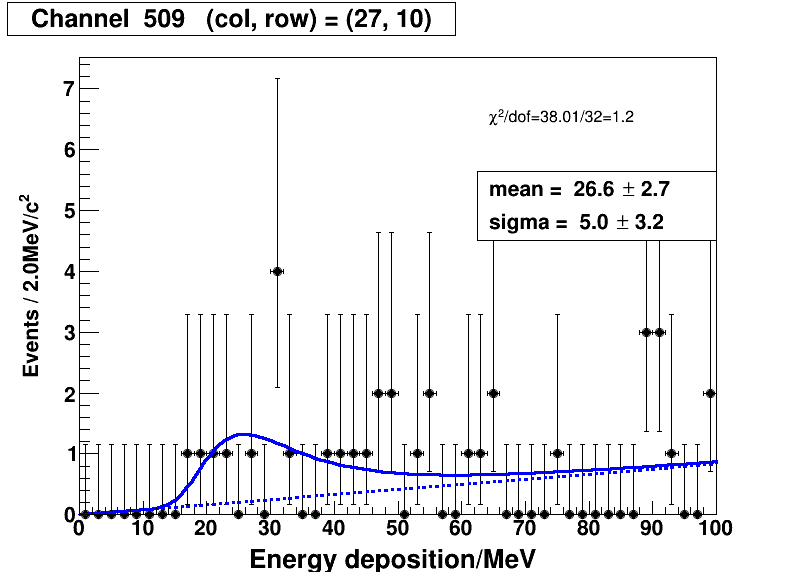 Channel 509 (col, row) = (27, 10)
χ²/dof=38.01/32=1.2
mean = 26.6 ± 2.7
sigma = 5.0 ± 3.2
Events / 2.0MeV/c²
7
6
5
4
3
2
1
0
0 10 20 30 40 50 60 70 80 90 100
Energy deposition/MeV